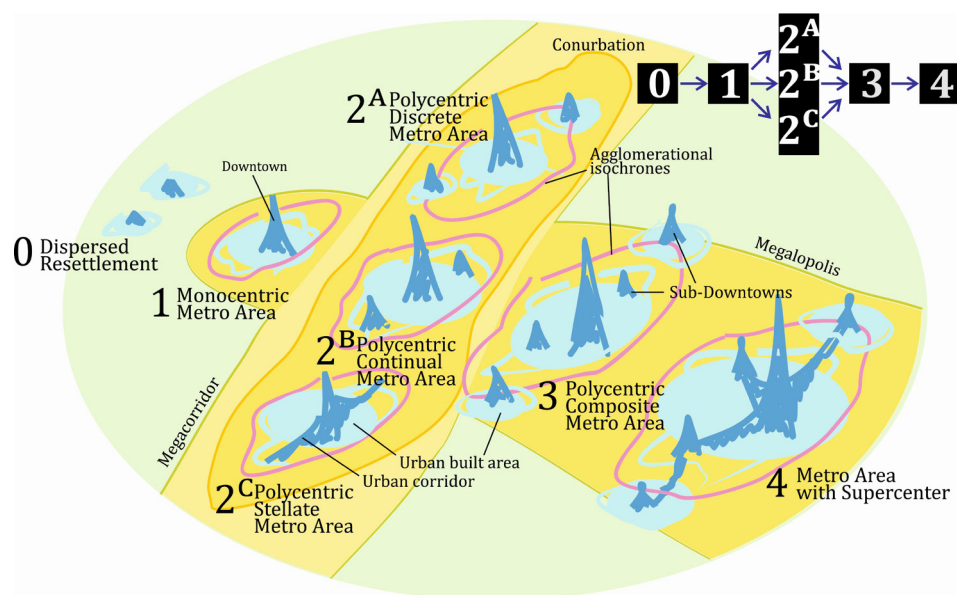 Conurbation
2A
2A Polycentric
Discrete
Metro Area
0
1
2B
3
4
2C
Agglomerational
isochrones
Downtown
0 Dispersed
Resettlement
Megalopolis
1 Monocentric
Metro Area
Sub-Downtowns
2B Polycentric
Continual
Metro Area
3 Polycentric
Composite
Metro Area
Megacorridor
Urban built area
Urban corridor
4 Metro Area
with Supercenter
2C Polycentric
Stellate
Metro Area